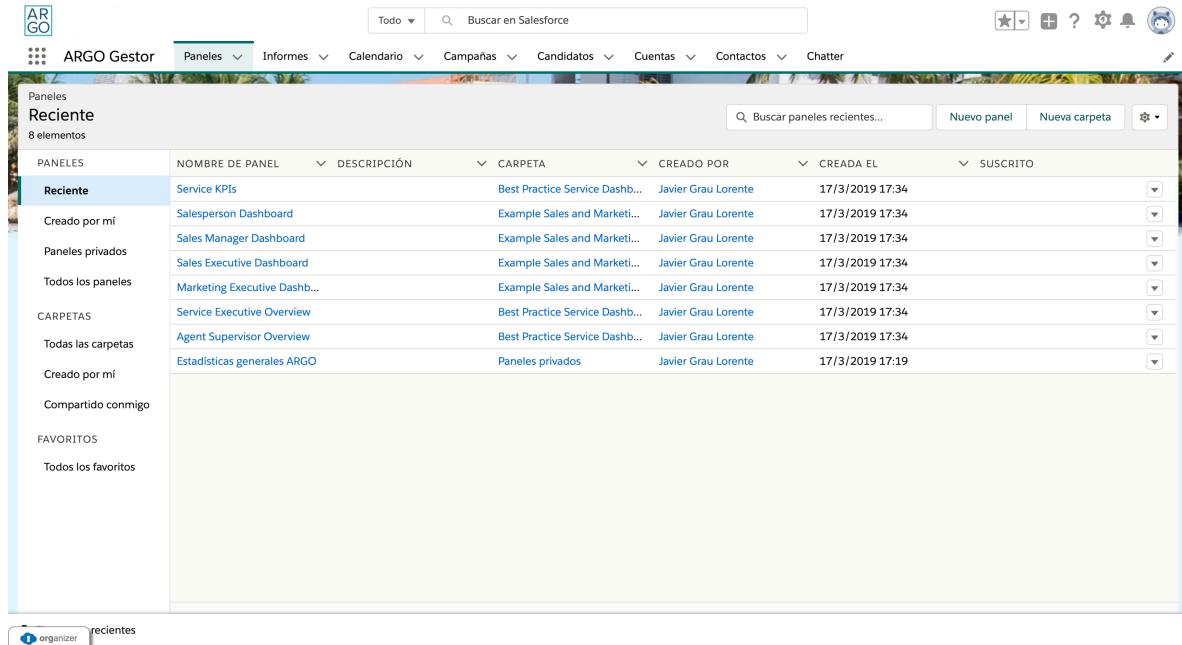 AR
GO
Todo
Buscar en Salesforce
ARGO Gestor
Paneles
Informes
Calendario
Campañas
Candidatos
Cuentas
Contactos
Chatter
Paneles
Reciente
8 elementos
Buscar paneles recientes...
Nuevo panel
Nueva carpeta
PANELES
Reciente
Creado por mí
Paneles privados
Todos los paneles
CARPETAS
Todas las carpetas
Creado por mí
Compartido conmigo
FAVORITOS
Todos los favoritos
NOMBRE DE PANEL DESCRIPCIÓN CARPETA CREADO POR CREADA EL SUSCRITO
Service KPIs Best Practice Service Dashb... Javier Grau Lorente 17/3/2019 17:34
Salesperson Dashboard Example Sales and Marketi... Javier Grau Lorente 17/3/2019 17:34
Sales Manager Dashboard Example Sales and Marketi... Javier Grau Lorente 17/3/2019 17:34
Sales Executive Dashboard Example Sales and Marketi... Javier Grau Lorente 17/3/2019 17:34
Marketing Executive Dashb... Example Sales and Marketi... Javier Grau Lorente 17/3/2019 17:34
Service Executive Overview Best Practice Service Dashb... Javier Grau Lorente 17/3/2019 17:34
Agent Supervisor Overview Best Practice Service Dashb... Javier Grau Lorente 17/3/2019 17:34
Estadísticas generales ARGO Paneles privados Javier Grau Lorente 17/3/2019 17:19
recientes
organizer